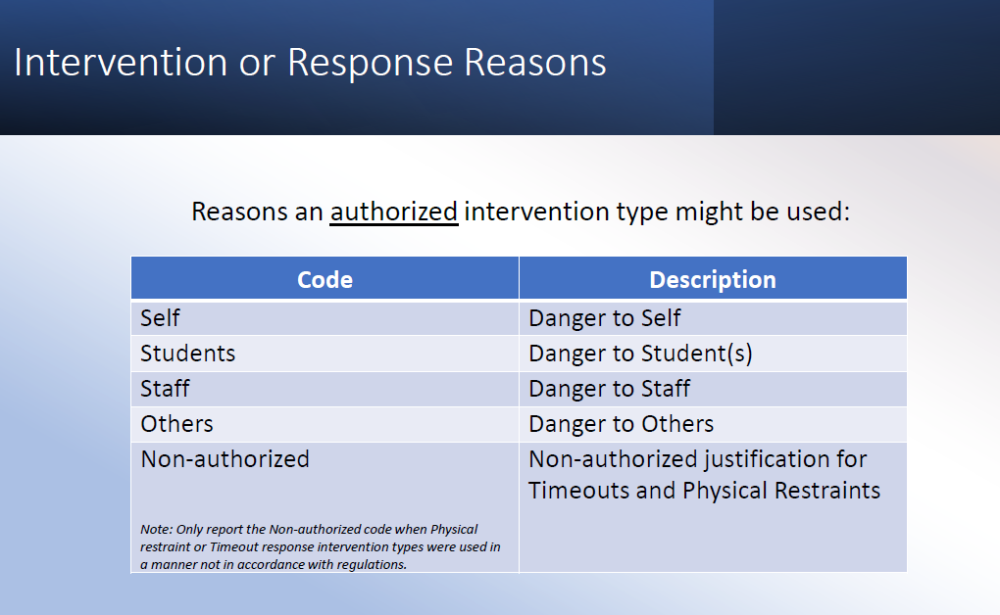 Intervention or Response Reasons
Reasons an authorized intervention type might be used:
Code Description
Self Danger to Self
Students Danger to Student(s)
Staff Danger to Staff
Others Danger to Others
Non-authorized Non-authorized justification for
Timeouts and Physical Restraints
Note: Only report the Non-authorized code when Physical
restraint or Timeout response intervention types were used in
a manner not in accordance with regulations.